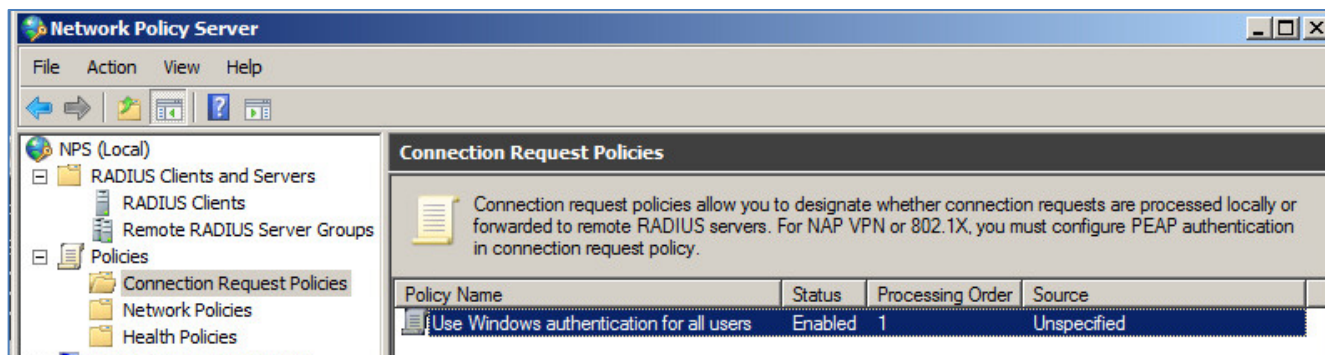 Network Policy Server
File Action View Help
NPS (Local)
RADIUS Clients and Servers
RADIUS Clients
Remote RADIUS Server Groups
Policies
Connection Request Policies
Network Policies
Health Policies
Connection Request Policies
Connection request policies allow you to designate whether connection requests are processed locally or
forwarded to remote RADIUS servers. For NAP VPN or 802.1X, you must configure PEAP authentication
in connection request policy.
Policy Name Status Processing Order Source
Use Windows authentication for all users Enabled 1 Unspecified